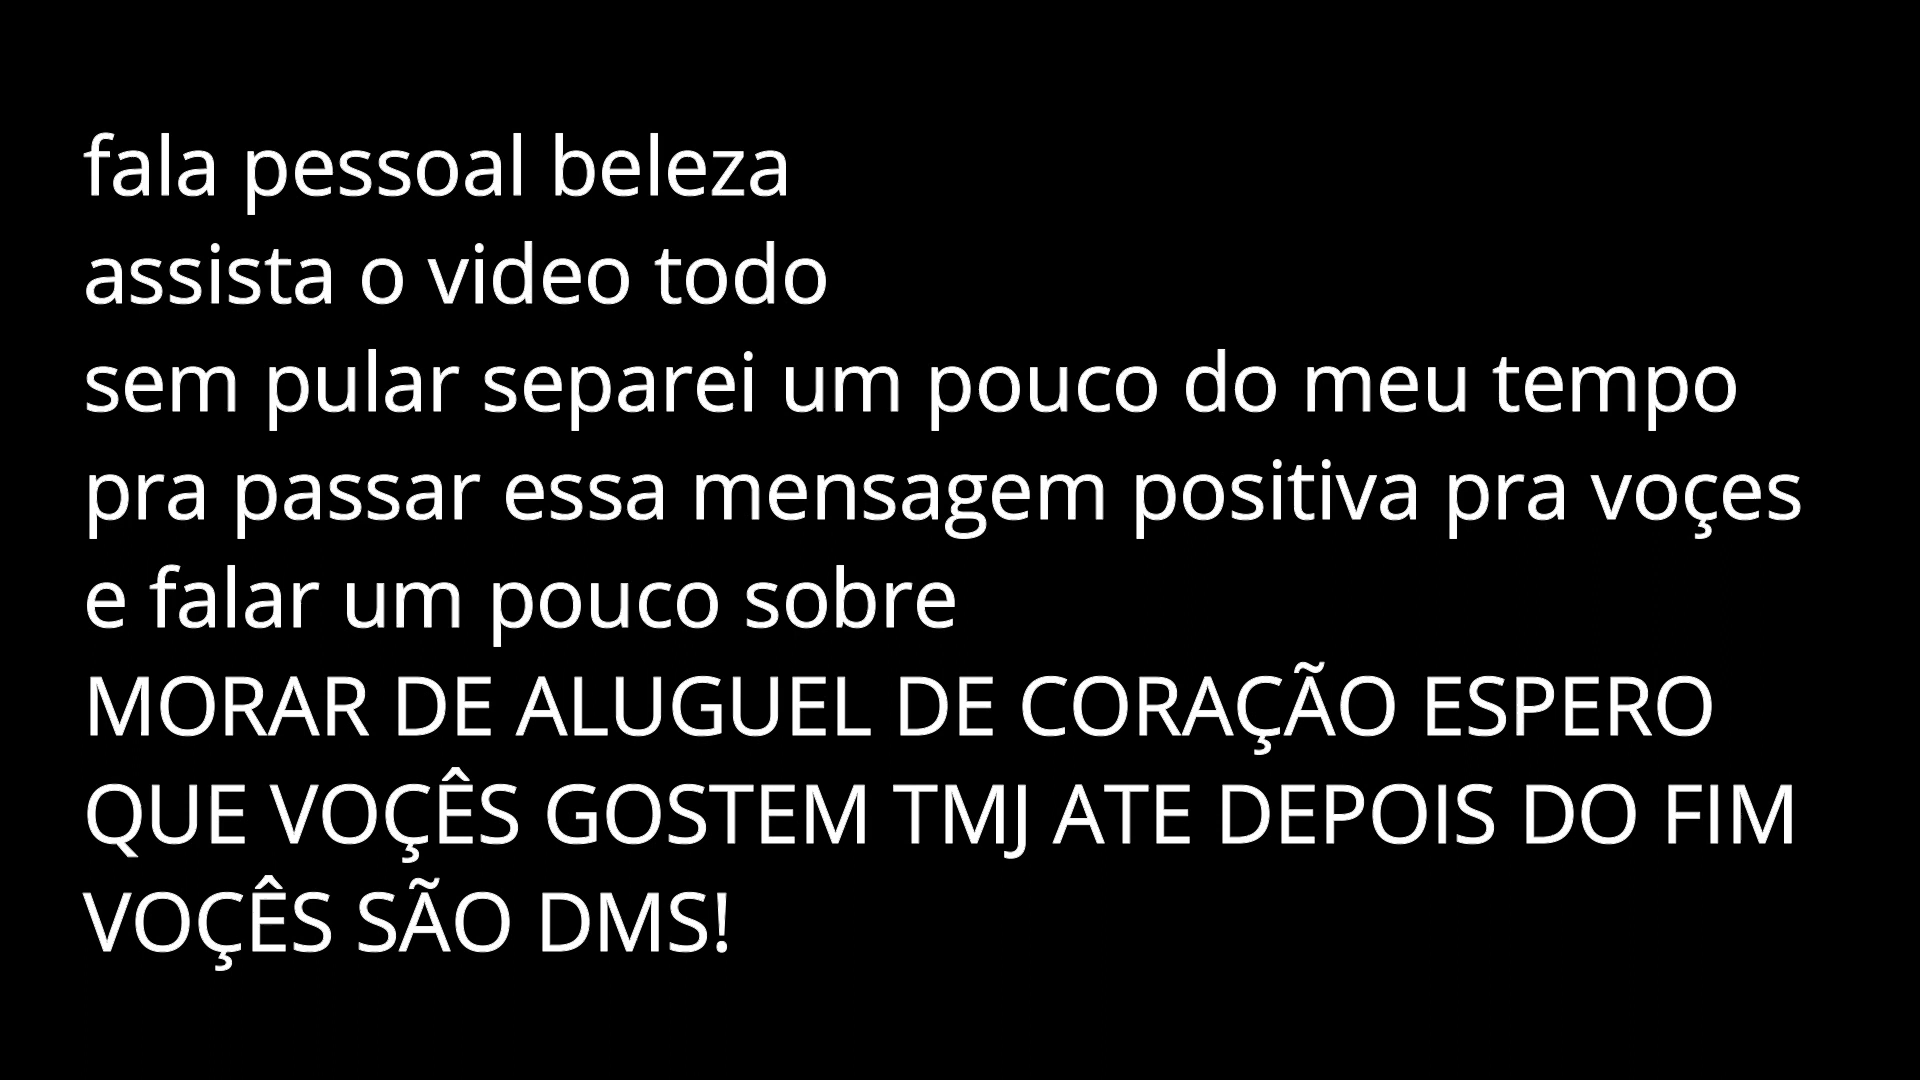 fala pessoal beleza
assista o video todo
sem pular separei um pouco do meu tempo
pra passar essa mensagem positiva pra voçes
e falar um pouco sobre
MORAR DE ALUGUEL DE CORAÇÃO ESPERO
QUE VOÇÊS GOSTEM TMJ ATE DEPOIS DO FIM
VOÇÊS SÃO DMS!